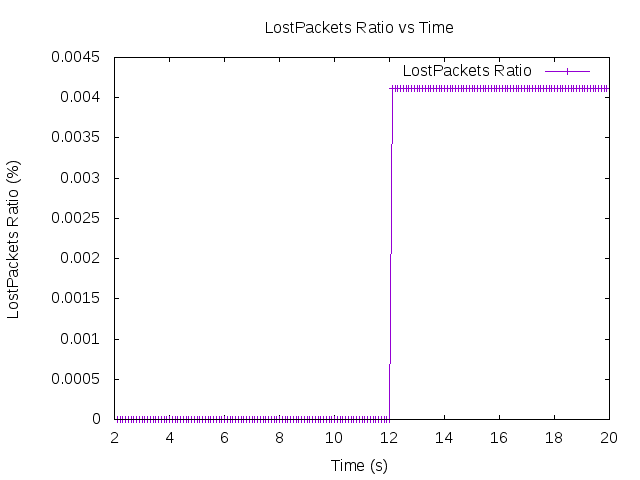 LostPackets Ratio vs Time
LostPackets Ratio
0.0045
0.004
0.0035
0.003
0.0025
0.002
0.0015
0.001
0.0005
0
LostPackets Ratio (%)
2 4 6 8 10 12 14 16 18 20
Time (s)